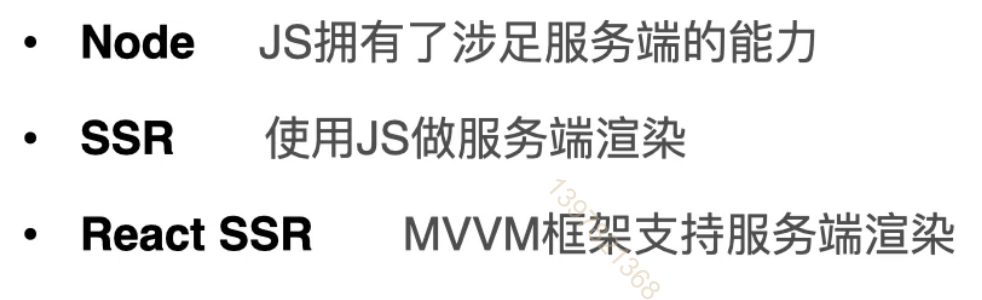 • Node JS拥有了涉足服务端的能力
• SSR 使用JS做服务端渲染
• React SSR MVVM框架支持服务端渲染